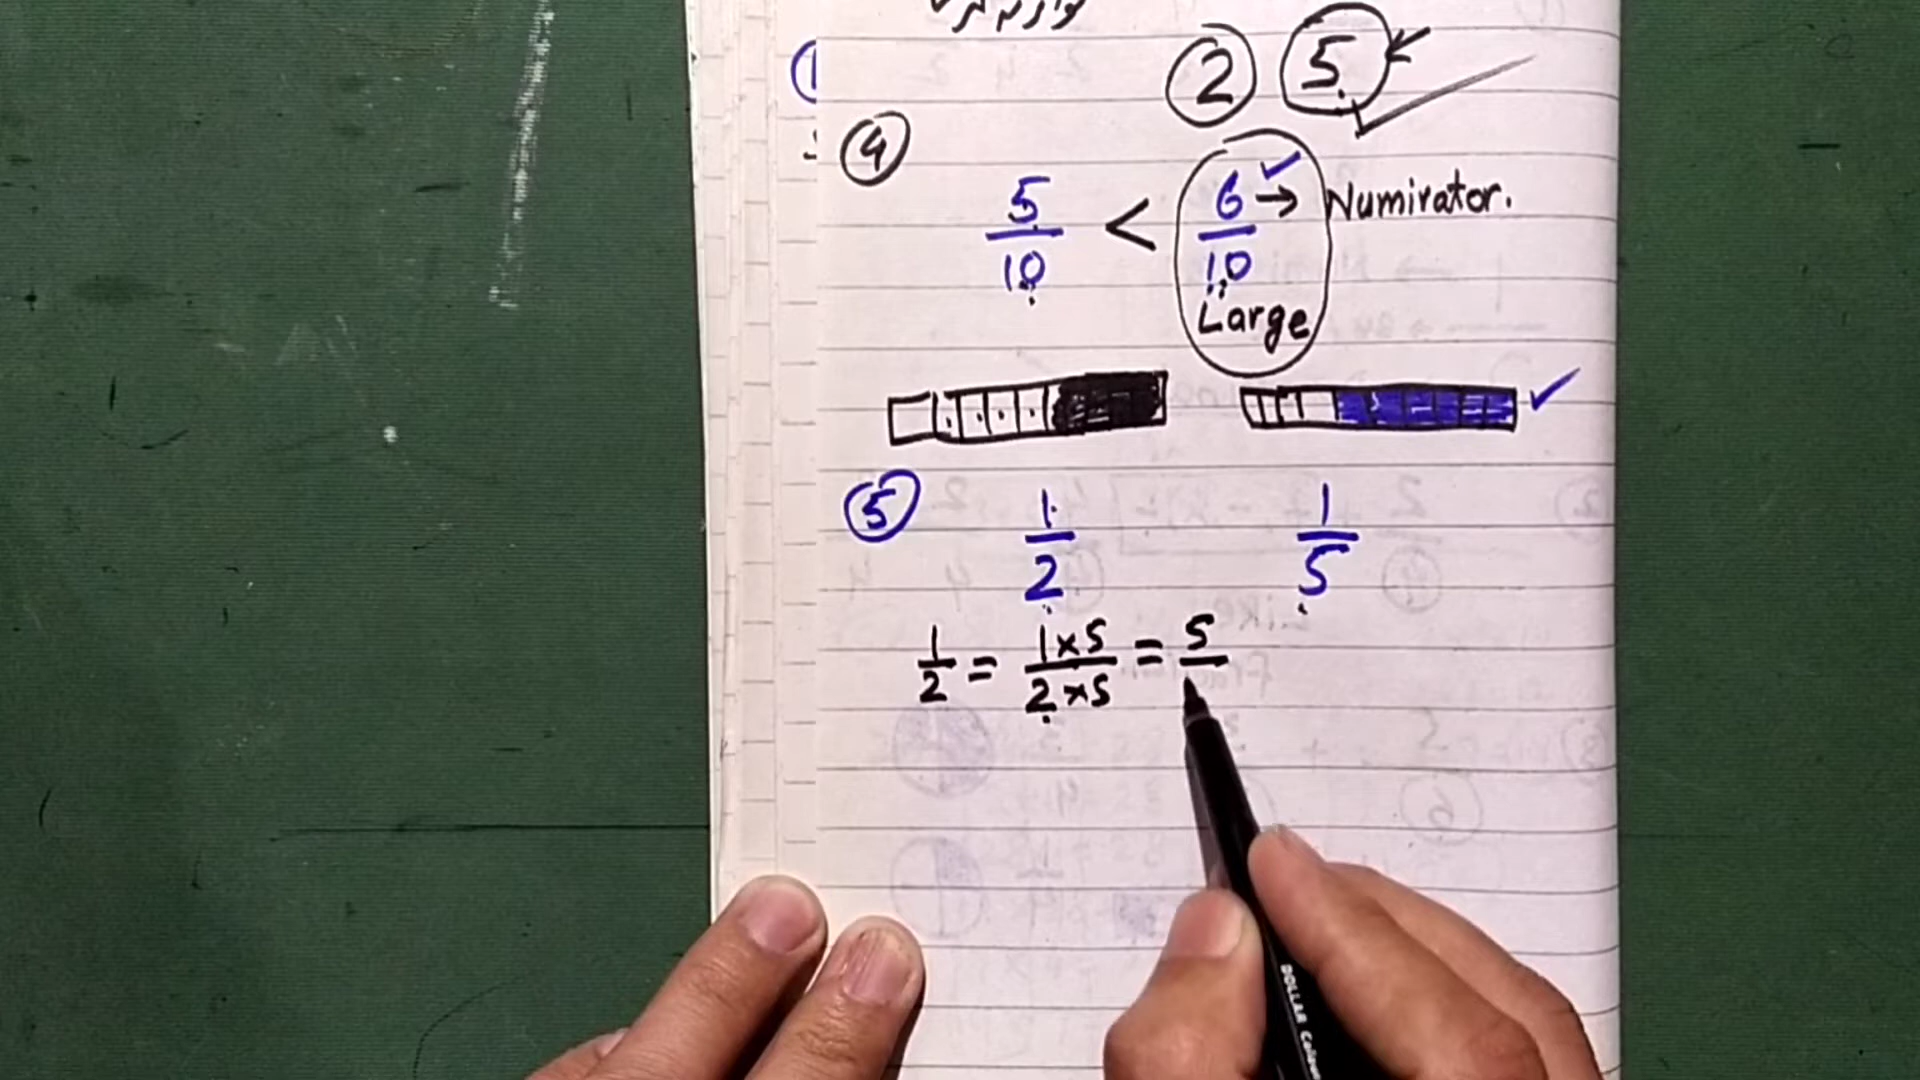 2 5
4
5/10 < 6/10 → Numirator.
Large
5 1/2 1/5
1/2 = 1×5/2×5 = 5/
DOLLAR